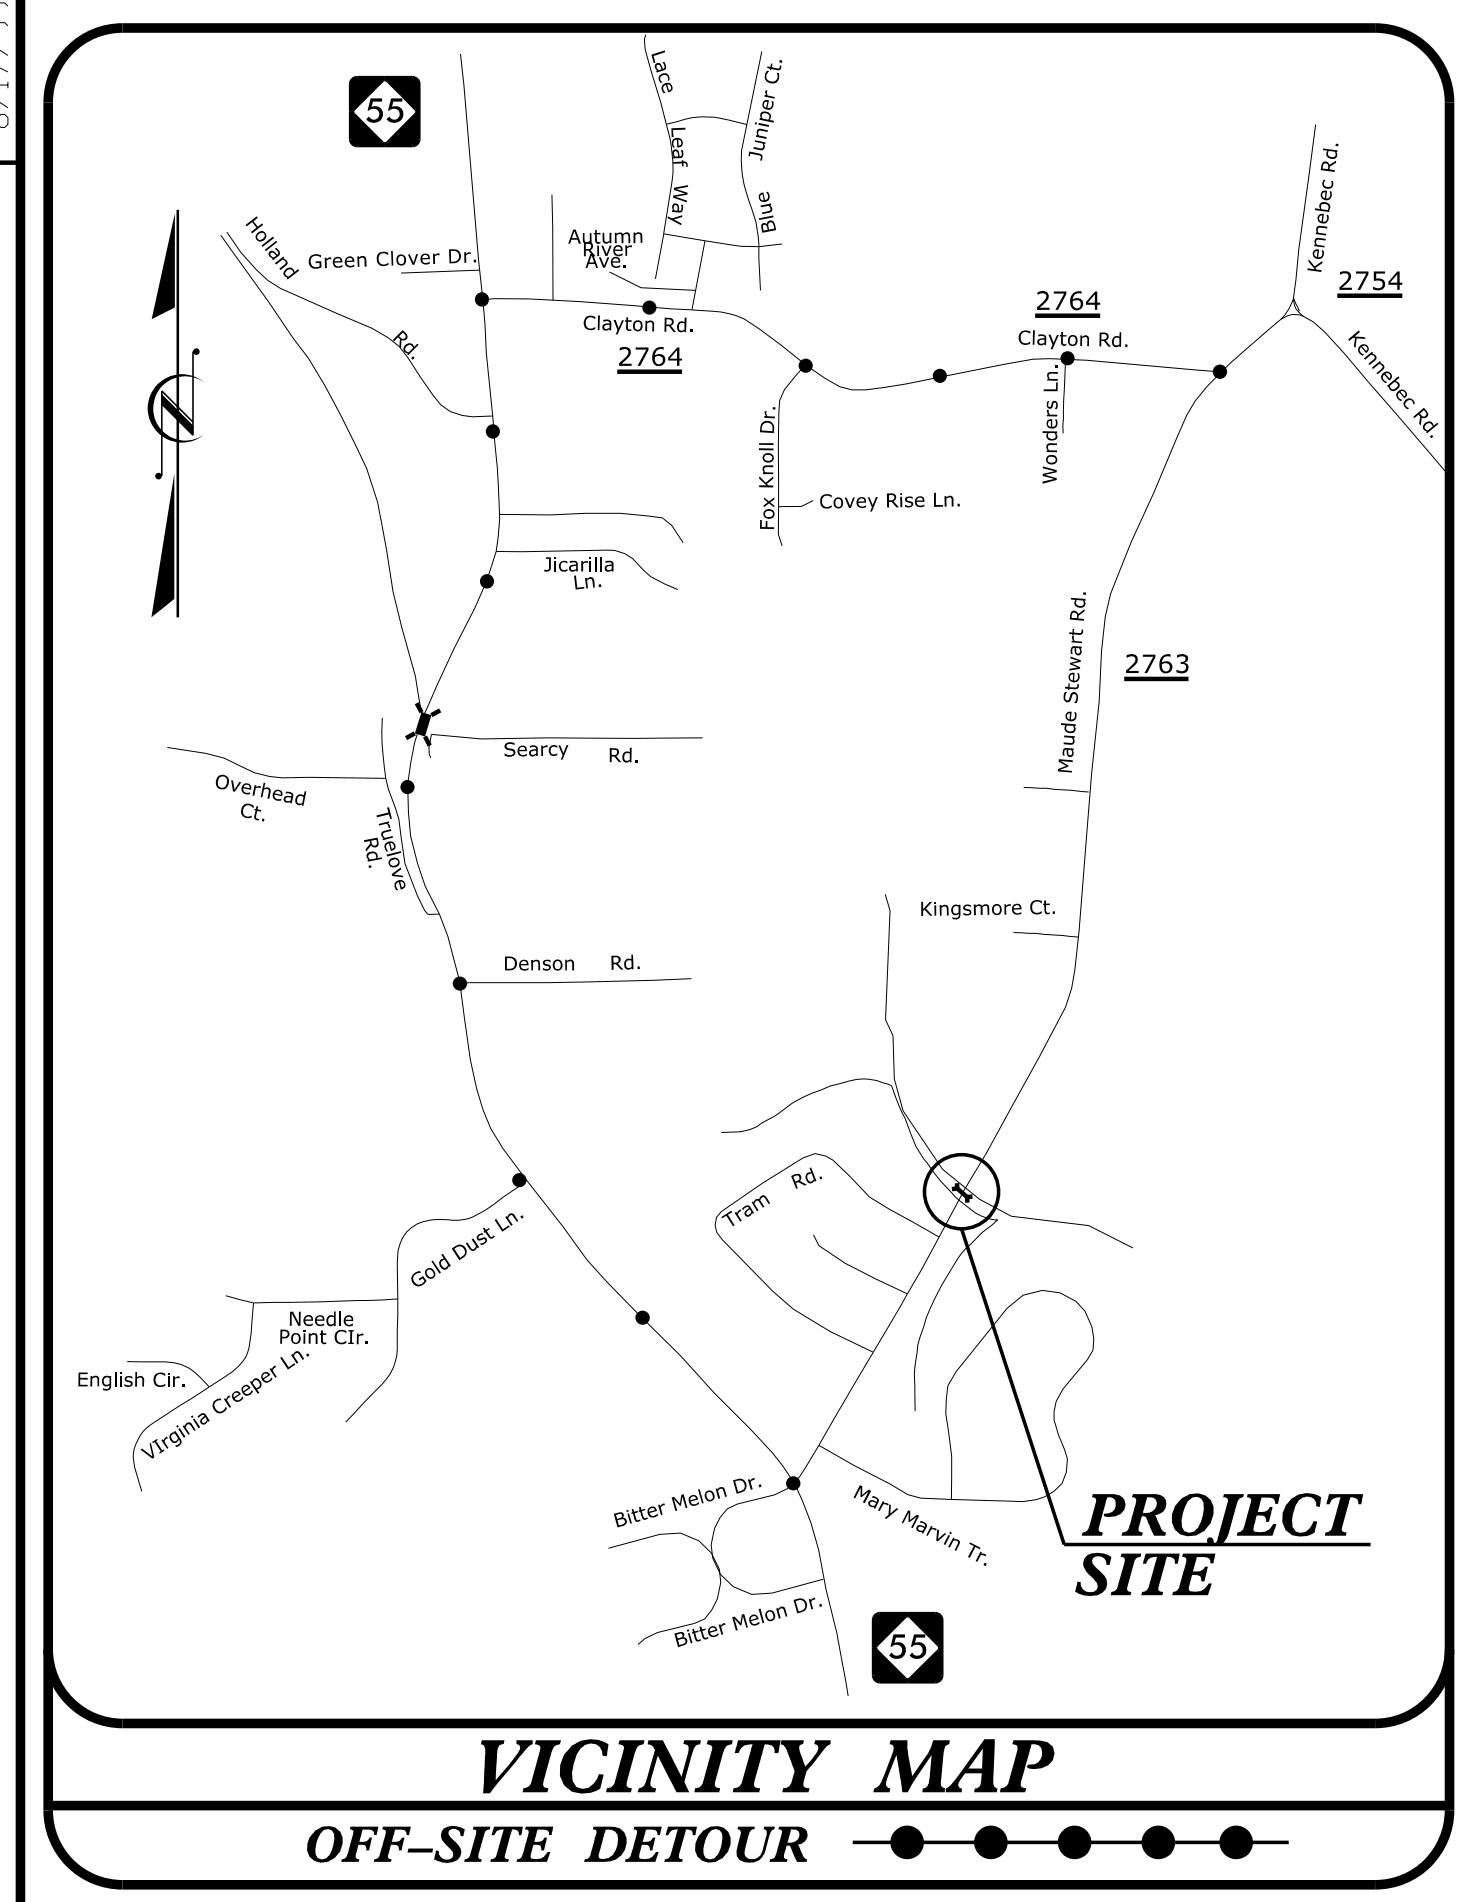 55
Lace
Leaf Way
Blue Juniper Ct.
Kennebec Rd.
Holland
Rd.
Green Clover Dr.
Autumn
River
Ave.
2754
2764
Clayton Rd.
Clayton Rd.
2764
Kennebec Rd.
Wonders Ln.
Fox Knoll Dr.
Covey Rise Ln.
Jicarilla
Ln.
Maude Stewart Rd.
2763
Searcy Rd.
Overhead
Ct.
Truelove
Rd.
Kingsmore Ct.
Denson Rd.
Tram Rd.
Gold Dust Ln.
Needle
Point CIr.
English Cir.
VIrginia Creeper Ln.
Bitter Melon Dr.
Mary Marvin Tr.
PROJECT
SITE
Bitter Melon Dr.
55
VICINITY MAP
OFF-SITE DETOUR